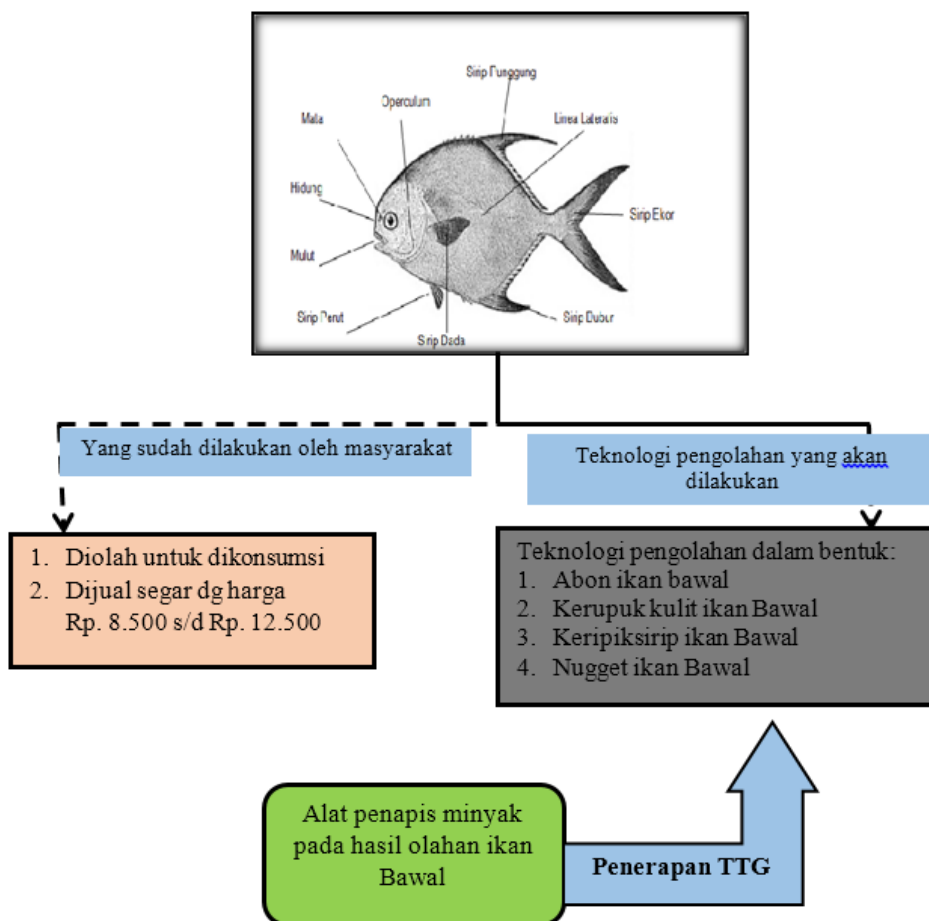 Sirip Punggung
Operculum
Mata
Linea Lateralis
Hidung
Sirip Ekor
Mulut
Sirip Perut
Sirip Dubur
Sirip Dada
Yang sudah dilakukan oleh masyarakat
Teknologi pengolahan yang akan
dilakukan
1. Diolah untuk dikonsumsi
2. Dijual segar dg harga
Rp. 8.500 s/d Rp. 12.500
Teknologi pengolahan dalam bentuk:
1. Abon ikan bawal
2. Kerupuk kulit ikan Bawal
3. Keripiksirip ikan Bawal
4. Nugget ikan Bawal
Alat penapis minyak
pada hasil olahan ikan
Bawal
Penerapan TTG